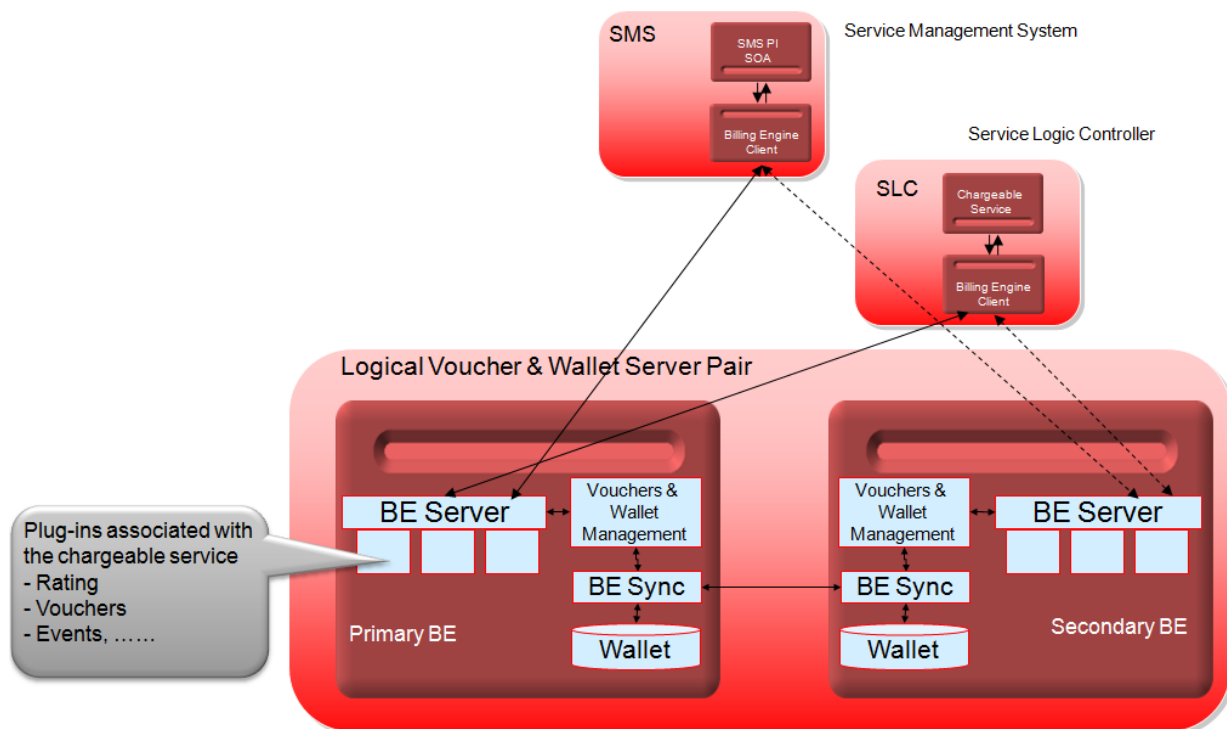 SMS
SMS PI
SOA
Service Management System
Billing Engine
Client
Service Logic Controller
SLC
Chargeable
Service
Billing Engine
Client
Logical Voucher & Wallet Server Pair
BE Server
Vouchers &
Wallet
Management
BE Sync
Wallet
Primary BE
Vouchers &
Wallet
Management
BE Server
BE Sync
Wallet
Secondary BE
Plug-ins associated with
the chargeable service
- Rating
- Vouchers
- Events, ……